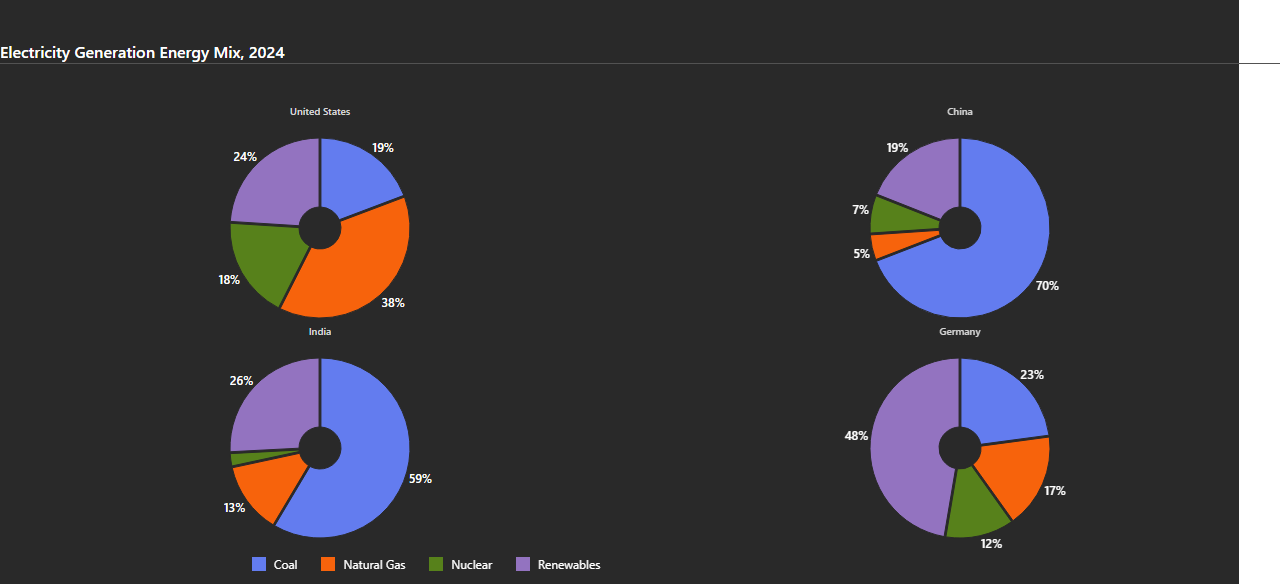 Electricity Generation Energy Mix, 2024
United States
China
24%
19%
18%
38%
19%
7%
5%
70%
India
Germany
26%
59%
13%
23%
48%
17%
12%
Coal
Natural Gas
Nuclear
Renewables